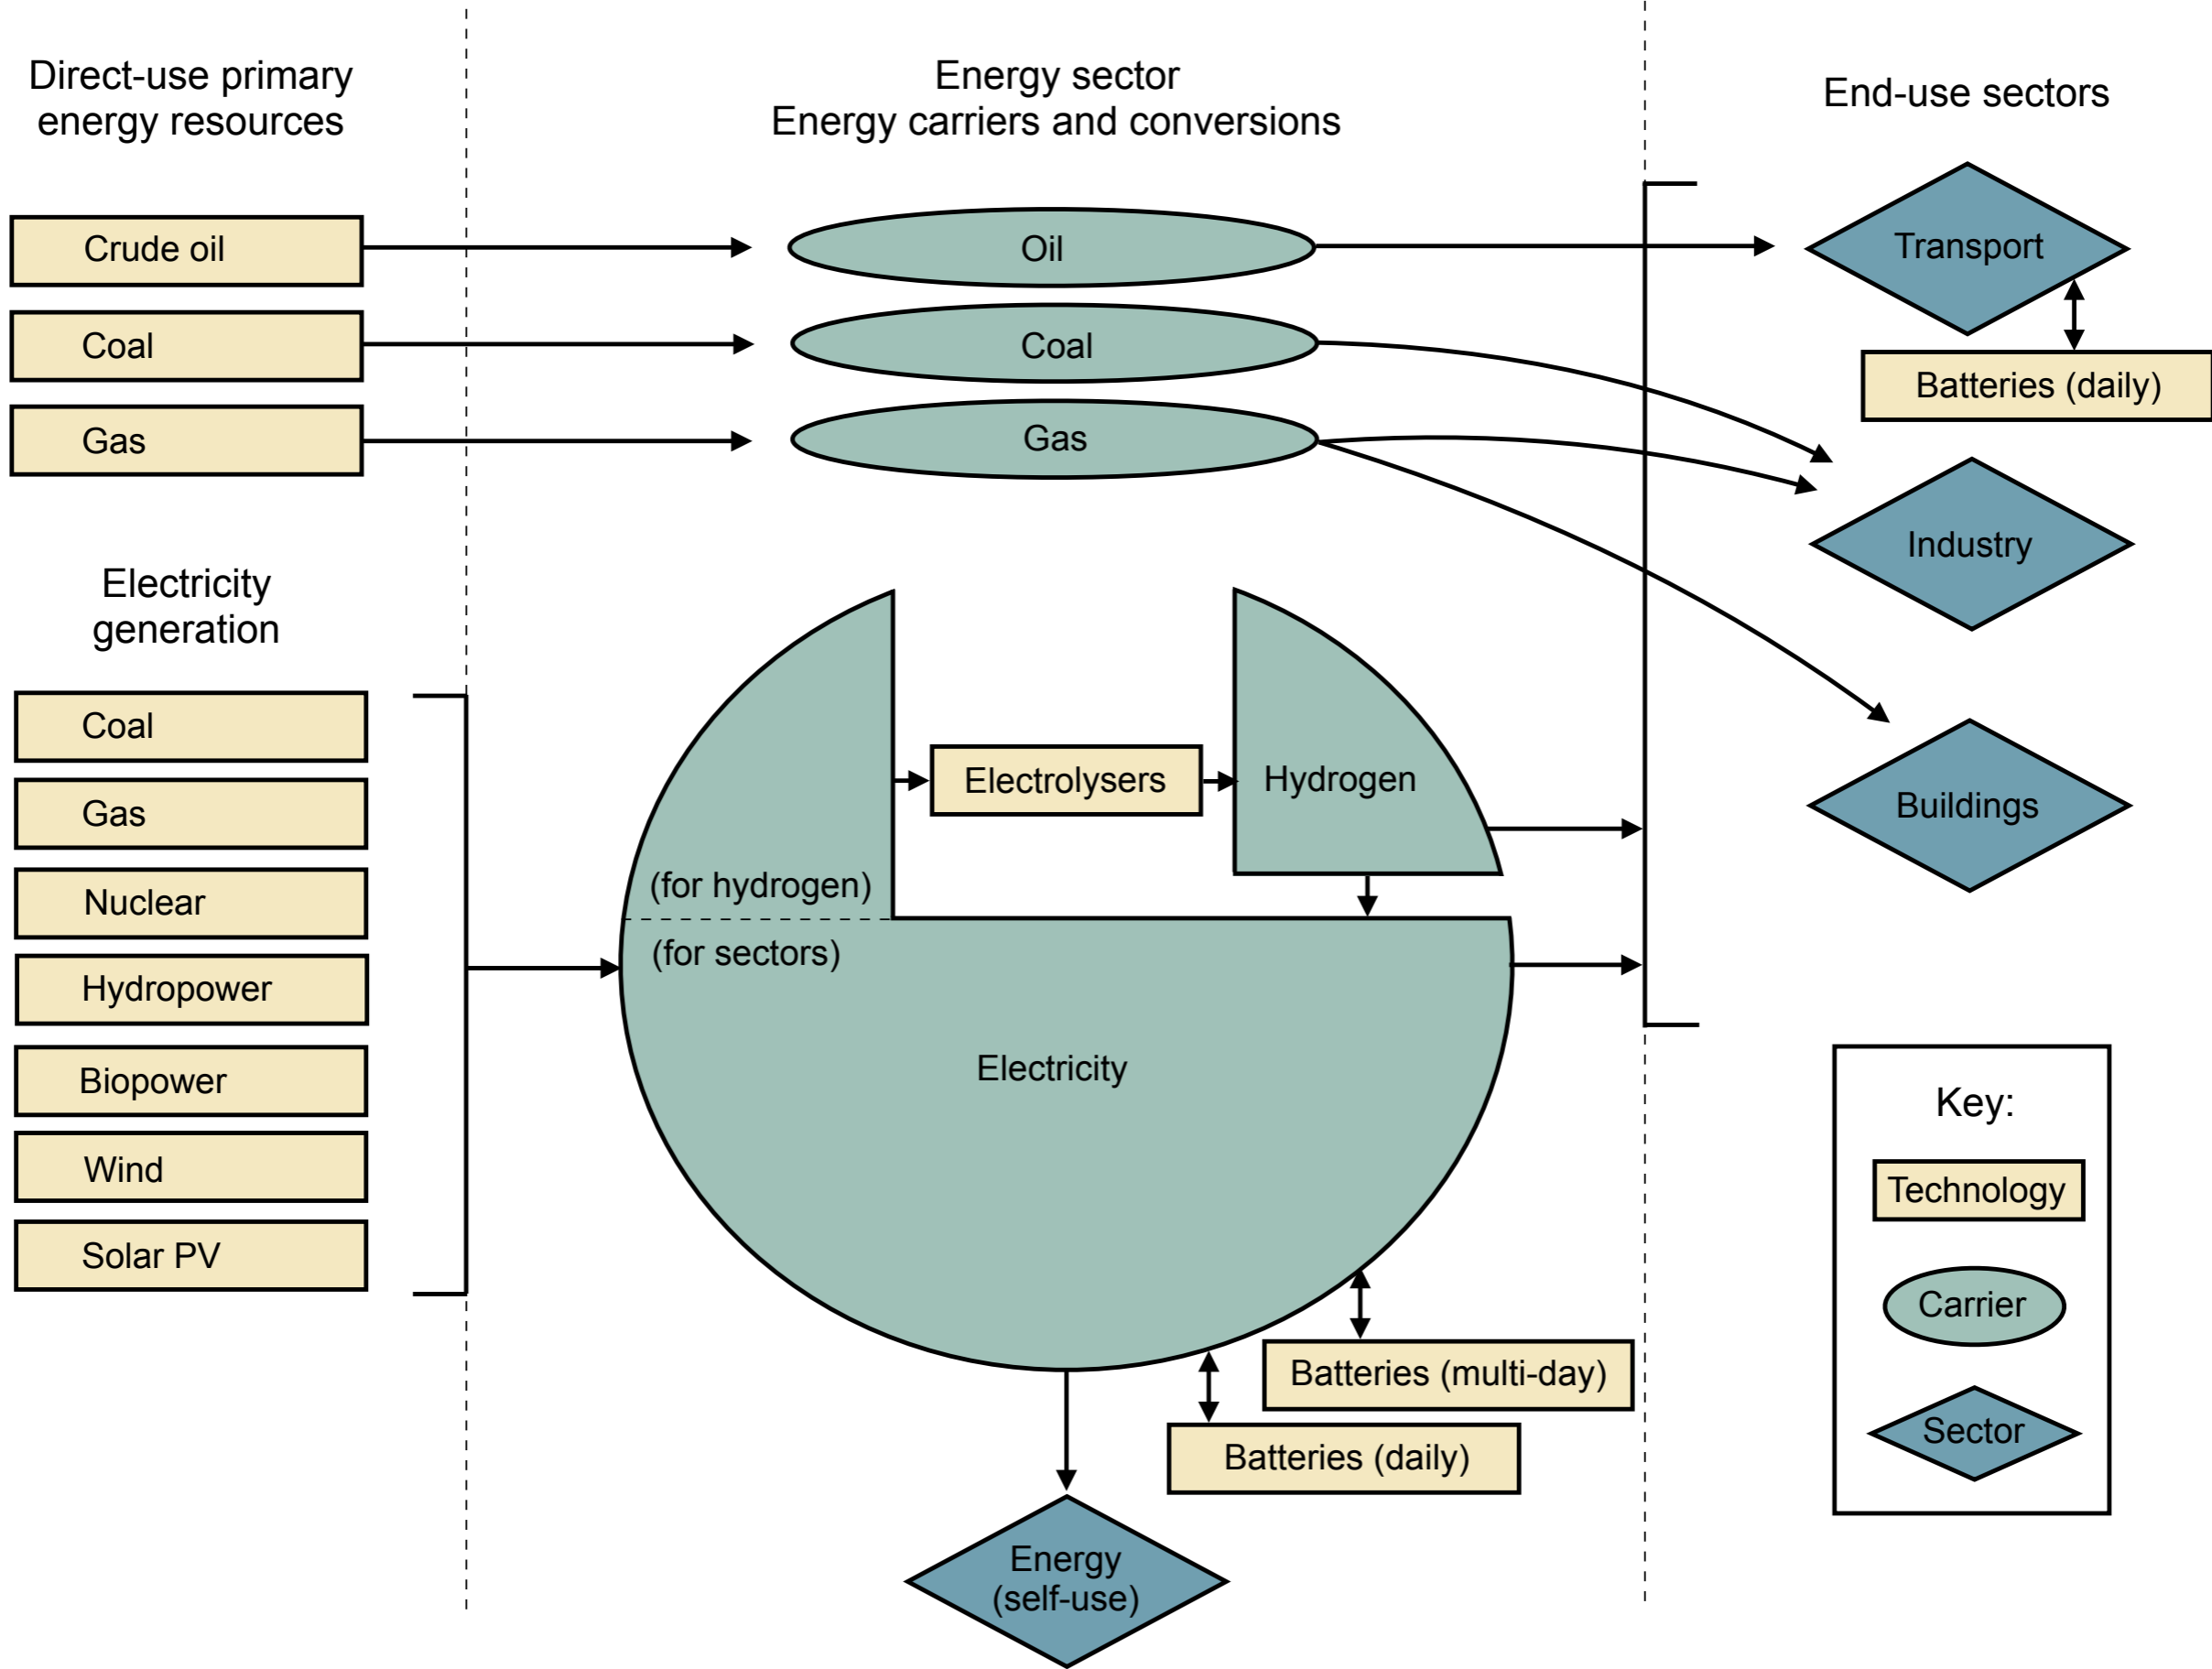 Direct-use primary
energy resources
Crude oil
Coal
Gas
Electricity
generation
Coal
Gas
Nuclear
Hydropower
Biopower
Wind
Solar PV
Energy sector
Energy carriers and conversions
Oil
Coal
Gas
Electrolysers
Hydrogen
(for hydrogen)
(for sectors)
Electricity
Batteries (multi-day)
Batteries (daily)
Energy
(self-use)
End-use sectors
Transport
Batteries (daily)
Industry
Buildings
Key:
Technology
Carrier
Sector